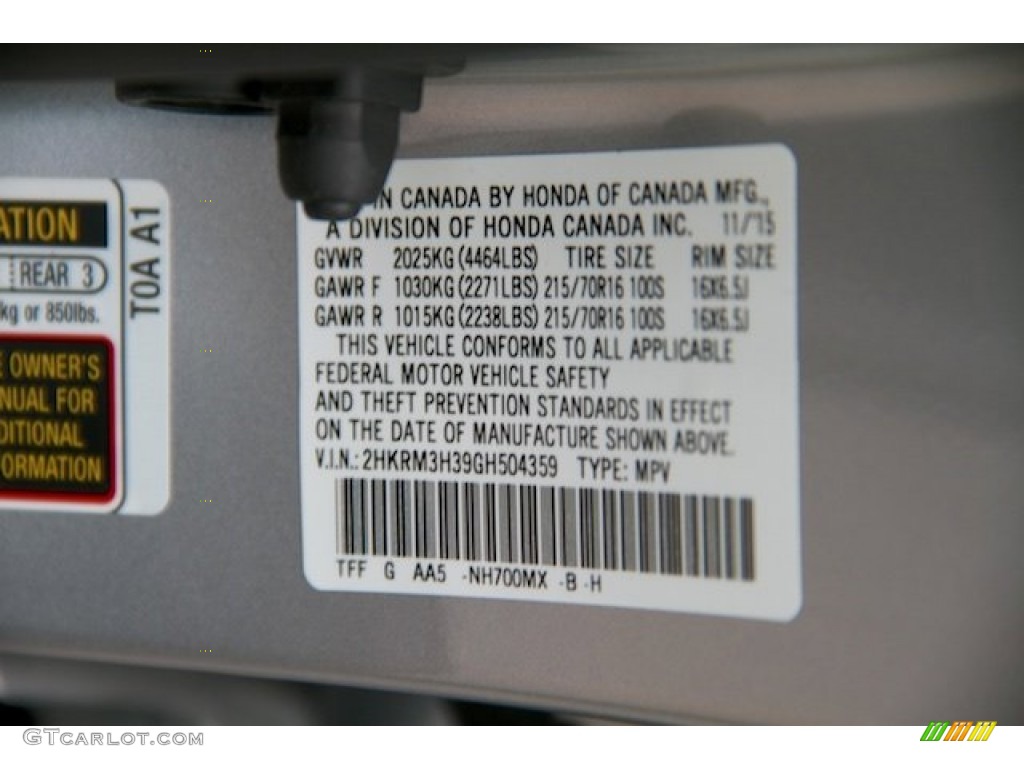 IN CANADA BY HONDA OF CANADA MFG.,
A DIVISION OF HONDA CANADA INC. 11/15
GVWR 2025KG (4464LBS) TIRE SIZE RIM SIZE
GAWR F 1030KG (2271LBS) 215/70R16 100S 16X6.5J
GAWR R 1015KG (2238LBS) 215/70R16 100S 16X6.5J
THIS VEHICLE CONFORMS TO ALL APPLICABLE
FEDERAL MOTOR VEHICLE SAFETY
AND THEFT PREVENTION STANDARDS IN EFFECT
ON THE DATE OF MANUFACTURE SHOWN ABOVE.
V.I.N.: 2HKRM3H39GH504359 TYPE: MPV
TFF G AA5 -NH700MX -B -H
ATION
REAR 3
kg or 850lbs.
E OWNER'S
NUAL FOR
DITIONAL
ORMATION
T0A A1
GTCarlot.com